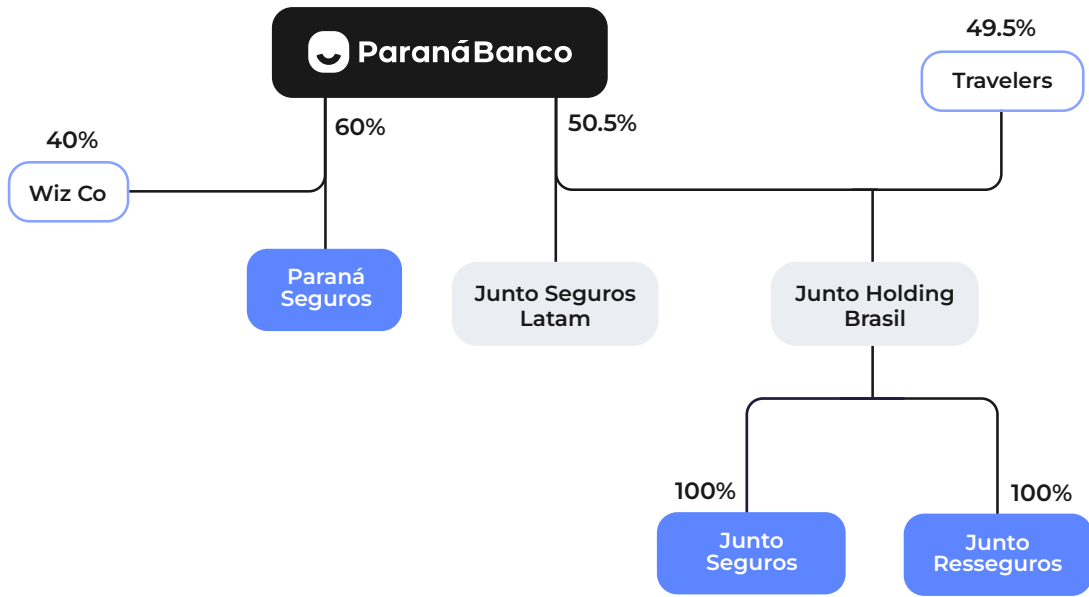 ParanáBanco
49.5%
Travelers
60%
50.5%
40%
Wiz Co
Paraná
Seguros
Junto Seguros
Latam
Junto Holding
Brasil
100%
100%
Junto
Seguros
Junto
Resseguros